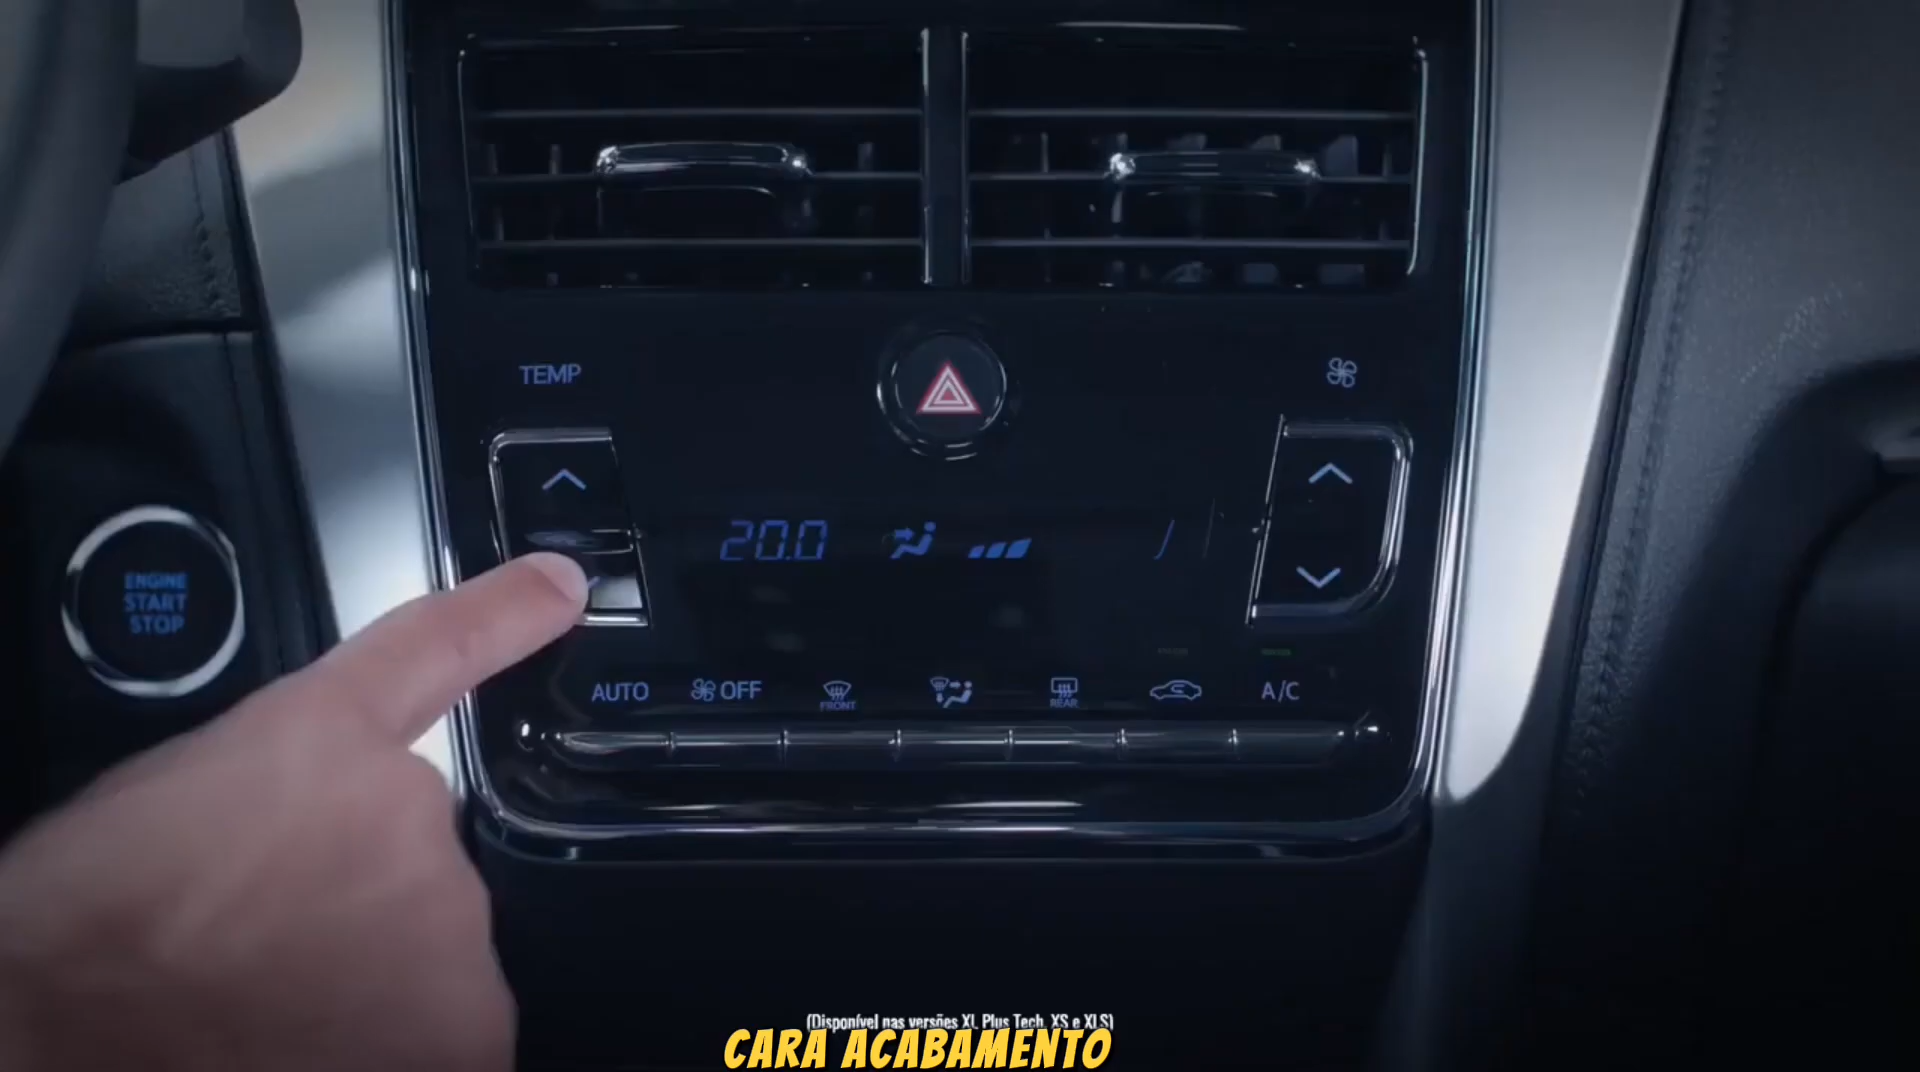 TEMP
20.0
ENGINE
START
STOP
AUTO
OFF
FRONT
REAR
A/C
(Disponível nas versões XL Plus Tech, XS e XLS)
CARA ACABAMENTO